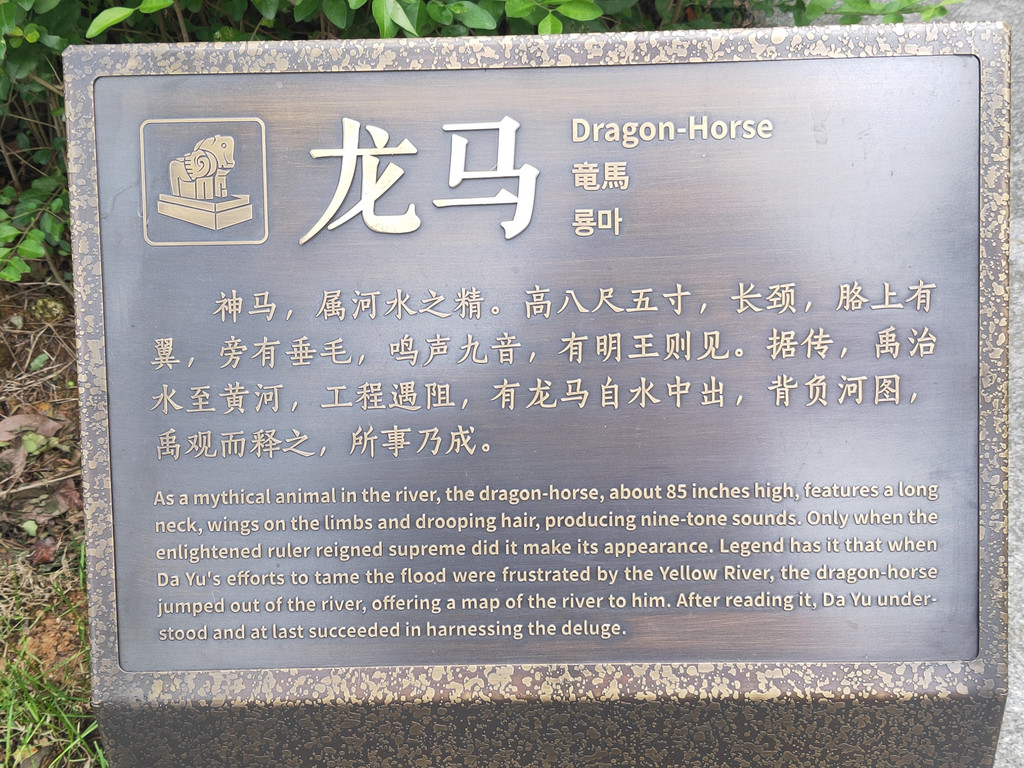 龙马
Dragon-Horse
竜馬
룡마
神马，属河水之精。高八尺五寸，长颈，胳上有
翼，旁有垂毛，鸣声九音，有明王则见。据传，禹治
水至黄河，工程遇阻，有龙马自水中出，背负河图，
禹观而释之，所事乃成。
As a mythical animal in the river, the dragon-horse, about 85 inches high, features a long
neck, wings on the limbs and drooping hair, producing nine-tone sounds. Only when the
enlightened ruler reigned supreme did it make its appearance. Legend has it that when
Da Yu's efforts to tame the flood were frustrated by the Yellow River, the dragon-horse
jumped out of the river, offering a map of the river to him. After reading it, Da Yu under-
stood and at last succeeded in harnessing the deluge.